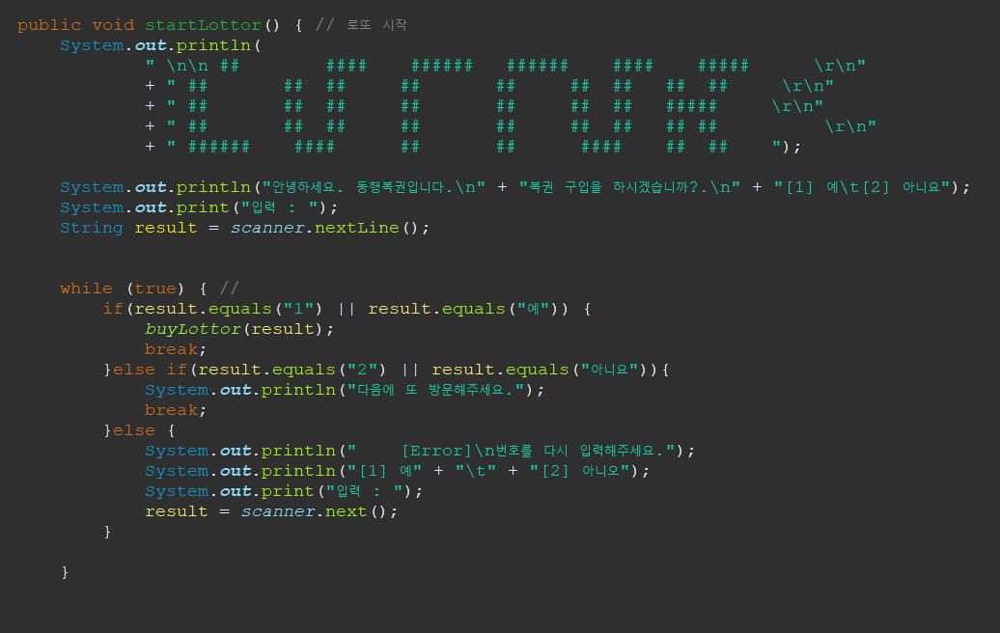 public void startLottor() { // 로또 시작
    System.out.println(
            " \n\n ##        ####    ######   ######    ####    #####      \r\n"
            + " ##       ##  ##     ##       ##     ##  ##   ##  ##     \r\n"
            + " ##       ##  ##     ##       ##     ##  ##   #####     \r\n"
            + " ##       ##  ##     ##       ##     ##  ##   ## ##          \r\n"
            + " ######    ####      ##       ##      ####    ##  ##    ");
    System.out.println("안녕하세요. 동행복권입니다.\n" + "복권 구입을 하시겠습니까?.\n" + "[1] 예\t[2] 아니요");
    System.out.print("입력 : ");
    String result = scanner.nextLine();
    while (true) { //
        if(result.equals("1") || result.equals("예")) {
            buyLottor(result);
            break;
        }else if(result.equals("2") || result.equals("아니요")){
            System.out.println("다음에 또 방문해주세요.");
            break;
        }else {
            System.out.println("    [Error]\n번호를 다시 입력해주세요.");
            System.out.println("[1] 예" + "\t" + "[2] 아니요");
            System.out.print("입력 : ");
            result = scanner.next();
        }
    }